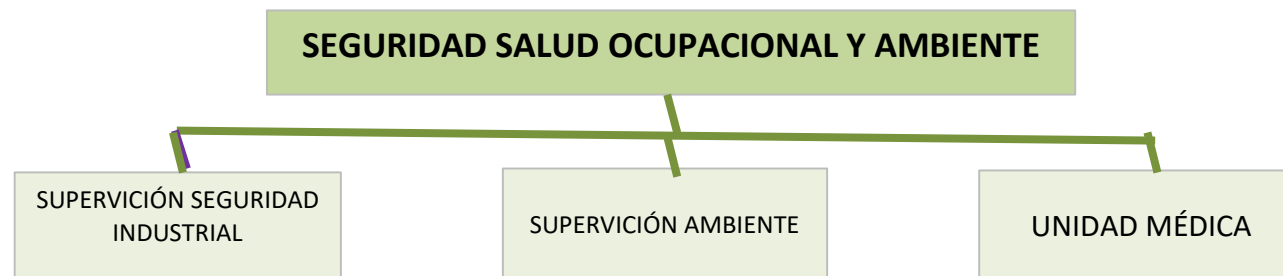 SEGURIDAD SALUD OCUPACIONAL Y AMBIENTE
SUPERVICIÓN SEGURIDAD
INDUSTRIAL
SUPERVICIÓN AMBIENTE
UNIDAD MÉDICA